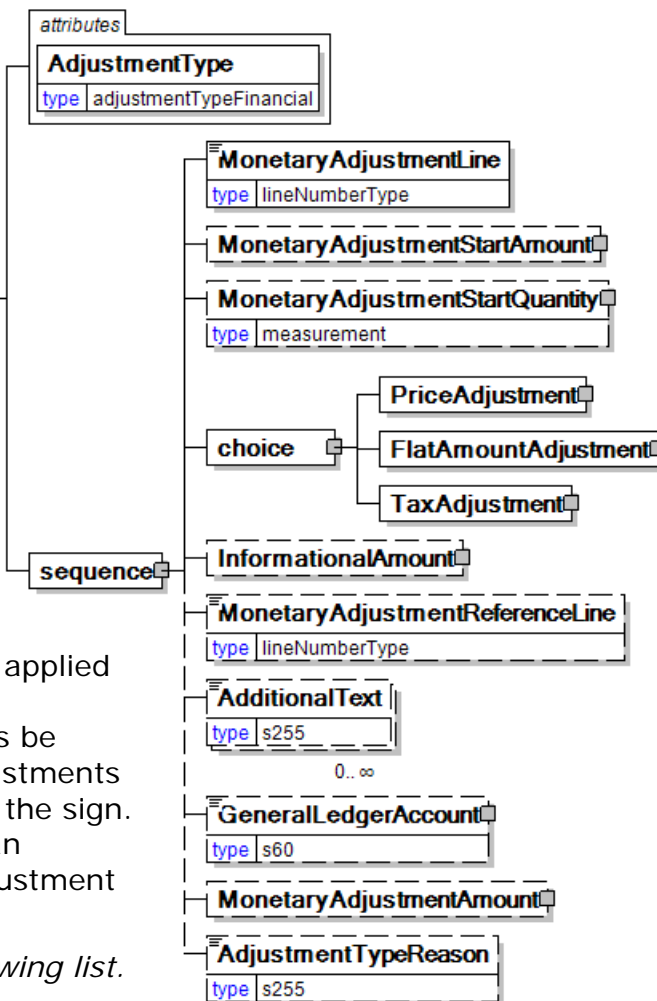 attributes
AdjustmentType
type adjustmentTypeFinancial
MonetaryAdjustmentLine
type lineNumberType
MonetaryAdjustmentStartAmount
MonetaryAdjustmentStartQuantity
type measurement
choice
PriceAdjustment
FlatAmountAdjustment
TaxAdjustment
sequence
InformationalAmount
MonetaryAdjustmentReferenceLine
type lineNumberType
AdditionalText
type s255
0.. ∞
GeneralLedgerAccount
type s60
MonetaryAdjustmentAmount
AdjustmentTypeReason
type s255
applied
s be
stments
the sign.
n
ustment
wing list.